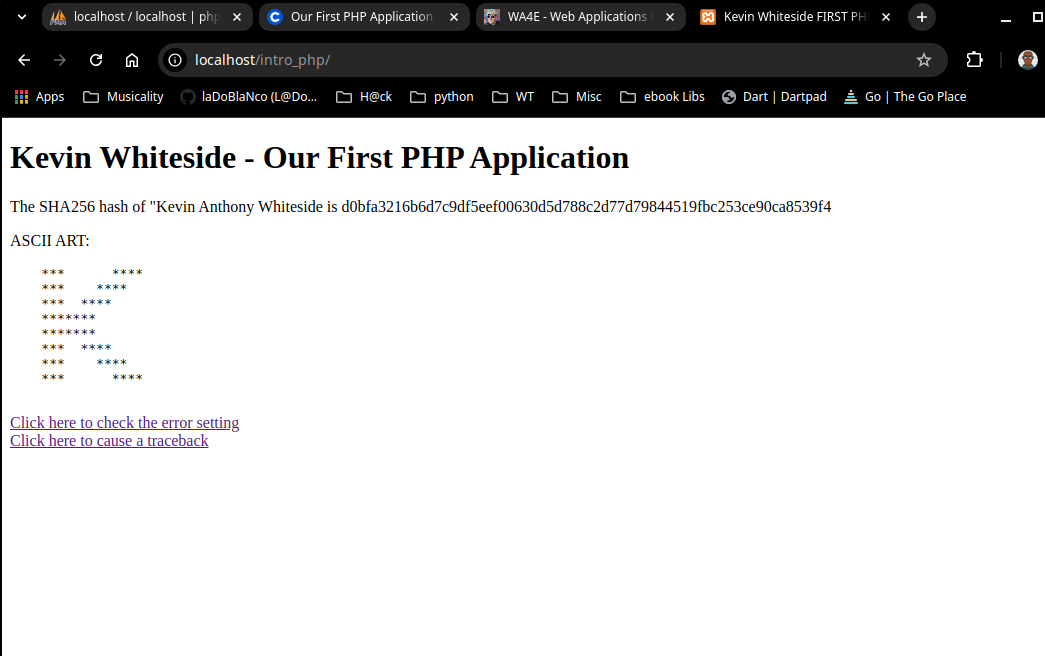 localhost / localhost | php
Our First PHP Application
WA4E - Web Applications
Kevin Whiteside FIRST PH
localhost/intro_php/
Apps
Musicality
laDoBlaNco (L@Do...
H@ck
python
WT
Misc
ebook Libs
Dart | Dartpad
Go | The Go Place
Kevin Whiteside - Our First PHP Application
The SHA256 hash of "Kevin Anthony Whiteside is d0bfa3216b6d7c9df5eef00630d5d788c2d77d79844519fbc253ce90ca8539f4
ASCII ART:
    ***      ****
    ***    ****
    ***  ****
    *******
    *******
    ***  ****
    ***    ****
    ***      ****
Click here to check the error setting
Click here to cause a traceback